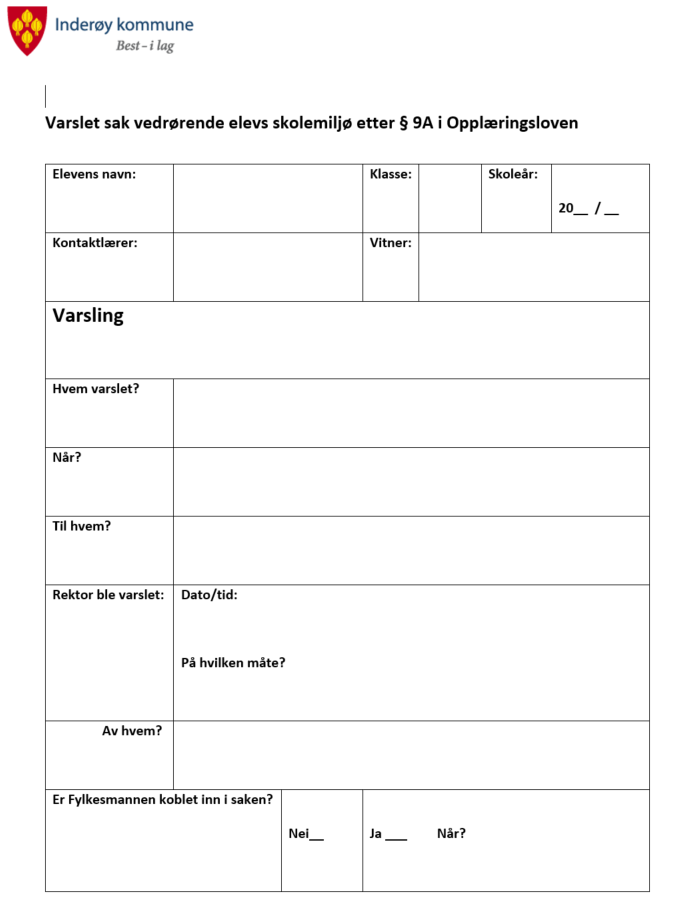 Inderøy kommune
Best – i lag
Varslet sak vedrørende elevs skolemiljø etter § 9A i Opplæringsloven
Elevens navn: Klasse: Skoleår:
20__ / __
Kontaktlærer: Vitner:
Varsling
Hvem varslet?
Når?
Til hvem?
Rektor ble varslet: Dato/tid:
På hvilken måte?
Av hvem?
Er Fylkesmannen koblet inn i saken?
Nei__ Ja ___ Når?